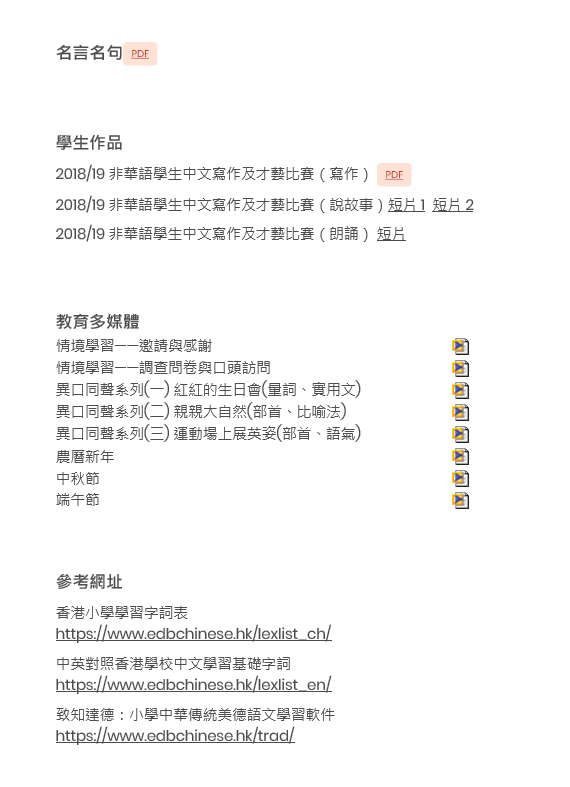 名言名句 PDF
學生作品
2018/19 非華語學生中文寫作及才藝比賽（寫作） PDF
2018/19 非華語學生中文寫作及才藝比賽（說故事）短片 1 短片 2
2018/19 非華語學生中文寫作及才藝比賽（朗誦） 短片
教育多媒體
情境學習——邀請與感謝
情境學習——調查問卷與口頭訪問
異口同聲系列(一) 紅紅的生日會(量詞、實用文)
異口同聲系列(二) 親親大自然(部首、比喻法)
異口同聲系列(三) 運動場上展英姿(部首、語氣)
農曆新年
中秋節
端午節
參考網址
香港小學學習字詞表
https://www.edbchinese.hk/lexlist_ch/
中英對照香港學校中文學習基礎字詞
https://www.edbchinese.hk/lexlist_en/
致知達德：小學中華傳統美德語文學習軟件
https://www.edbchinese.hk/trad/